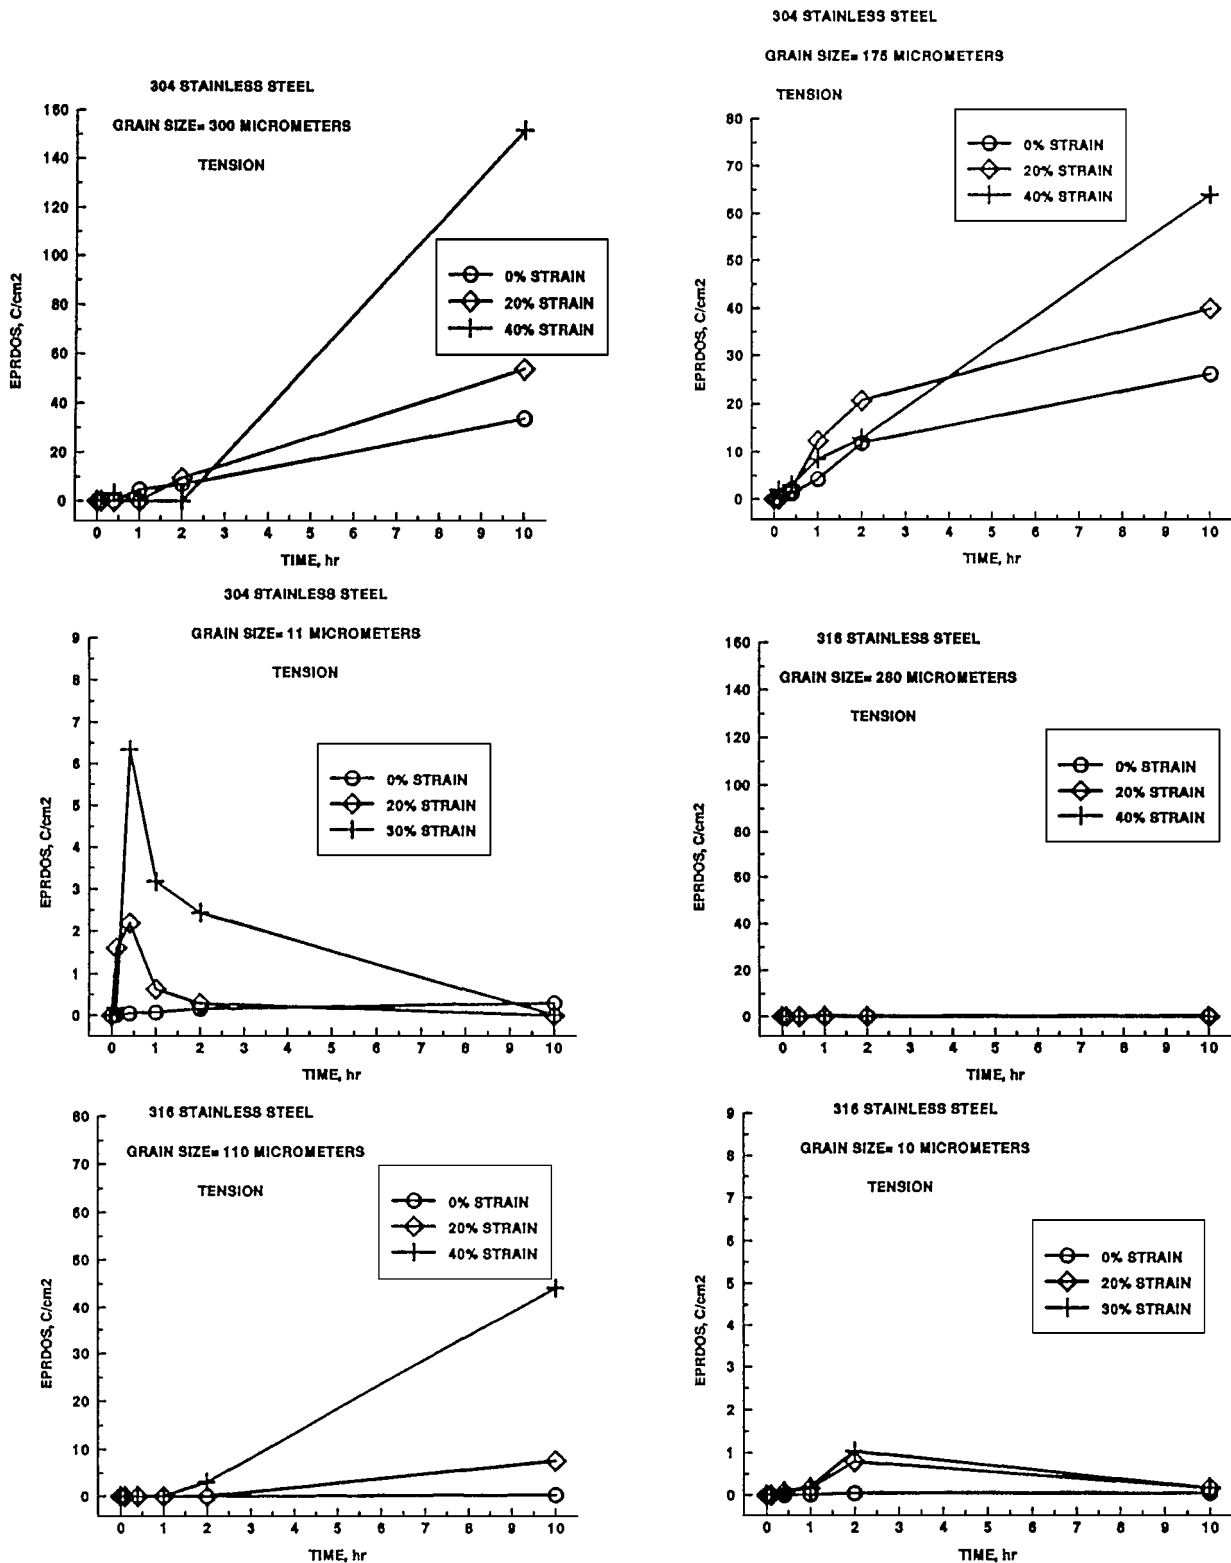 304 STAINLESS STEEL
GRAIN SIZE= 300 MICROMETERS
TENSION
160
140
120
100
80
60
40
20
0
EPRDOS, C/cm2
0% STRAIN
20% STRAIN
40% STRAIN
0 1 2 3 4 5 6 7 8 9 10
TIME, hr
304 STAINLESS STEEL
GRAIN SIZE= 175 MICROMETERS
TENSION
80
70
60
50
40
30
20
10
0
EPRDOS, C/cm2
0% STRAIN
20% STRAIN
40% STRAIN
0 1 2 3 4 5 6 7 8 9 10
TIME, hr
304 STAINLESS STEEL
GRAIN SIZE= 11 MICROMETERS
TENSION
9
8
7
6
5
4
3
2
1
0
EPRDOS, C/cm2
0% STRAIN
20% STRAIN
30% STRAIN
0 1 2 3 4 5 6 7 8 9 10
TIME, hr
316 STAINLESS STEEL
GRAIN SIZE= 280 MICROMETERS
TENSION
160
140
120
100
80
60
40
20
0
EPRDOS, C/cm2
0% STRAIN
20% STRAIN
40% STRAIN
0 1 2 3 4 5 6 7 8 9 10
TIME, hr
316 STAINLESS STEEL
GRAIN SIZE= 110 MICROMETERS
TENSION
80
70
60
50
40
30
20
10
0
EPRDOS, C/cm2
0% STRAIN
20% STRAIN
40% STRAIN
0 1 2 3 4 5 6 7 8 9 10
TIME, hr
316 STAINLESS STEEL
GRAIN SIZE= 10 MICROMETERS
TENSION
9
8
7
6
5
4
3
2
1
0
EPRDOS, C/cm2
0% STRAIN
20% STRAIN
30% STRAIN
0 1 2 3 4 5 6 7 8 9 10
TIME, hr